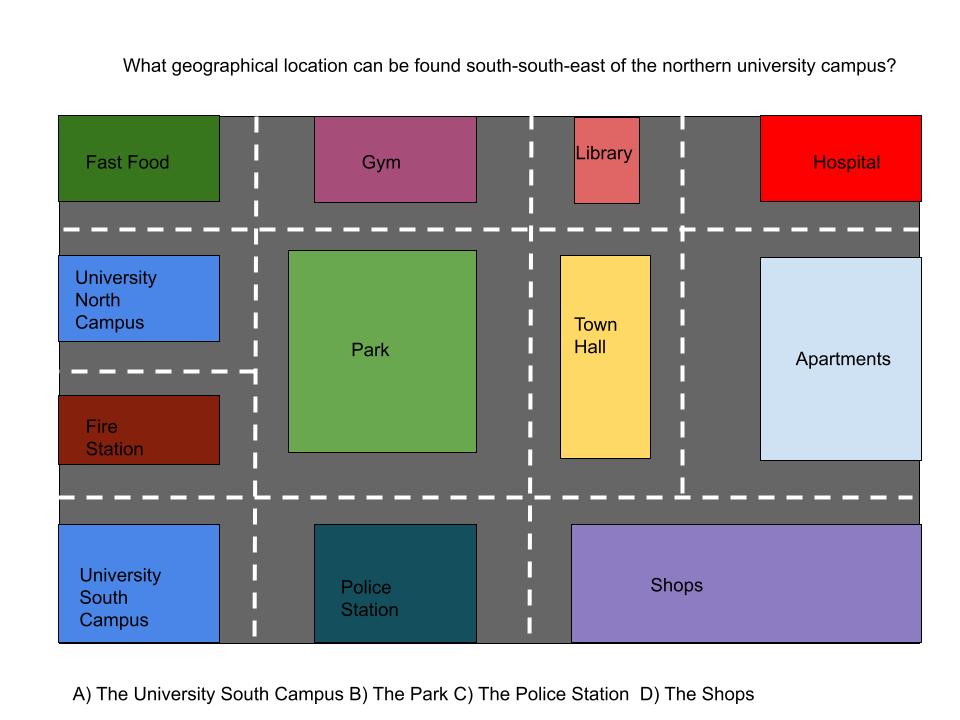 What geographical location can be found south-south-east of the northern university campus?
Fast Food
Gym
Library
Hospital
University
North
Campus
Park
Town
Hall
Apartments
Fire
Station
University
South
Campus
Police
Station
Shops
A) The University South Campus B) The Park C) The Police Station D) The Shops